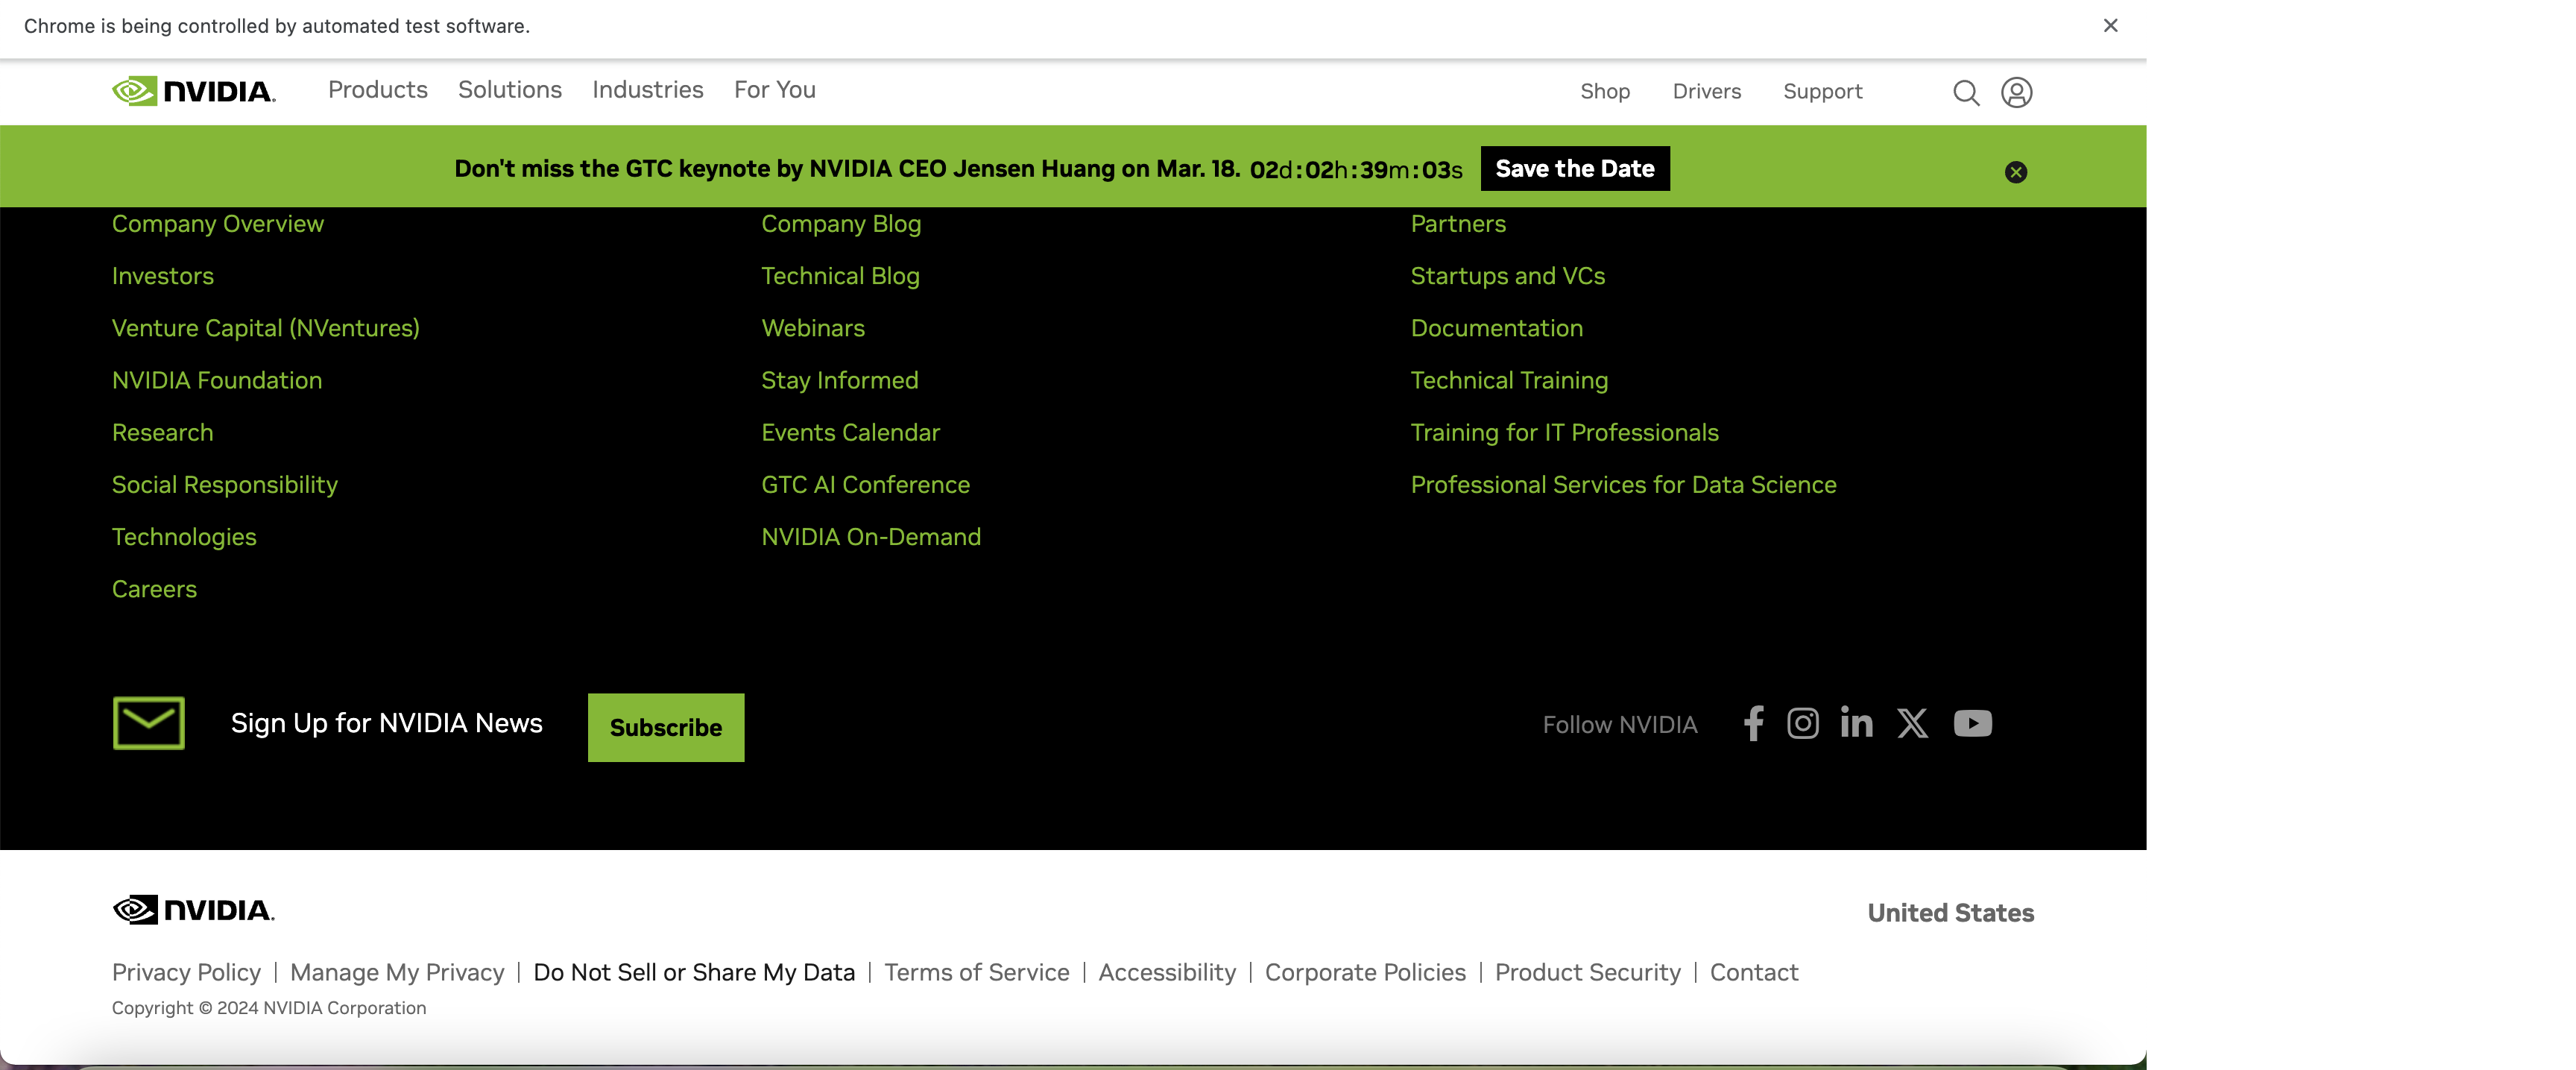 Chrome is being controlled by automated test software.
NVIDIA. Products Solutions Industries For You Shop Drivers Support
Don't miss the GTC keynote by NVIDIA CEO Jensen Huang on Mar. 18. 02d:02h:39m:03s Save the Date
Company Overview
Investors
Venture Capital (NVentures)
NVIDIA Foundation
Research
Social Responsibility
Technologies
Careers
Company Blog
Technical Blog
Webinars
Stay Informed
Events Calendar
GTC AI Conference
NVIDIA On-Demand
Partners
Startups and VCs
Documentation
Technical Training
Training for IT Professionals
Professional Services for Data Science
Sign Up for NVIDIA News Subscribe
Follow NVIDIA
NVIDIA.
United States
Privacy Policy | Manage My Privacy | Do Not Sell or Share My Data | Terms of Service | Accessibility | Corporate Policies | Product Security | Contact
Copyright © 2024 NVIDIA Corporation